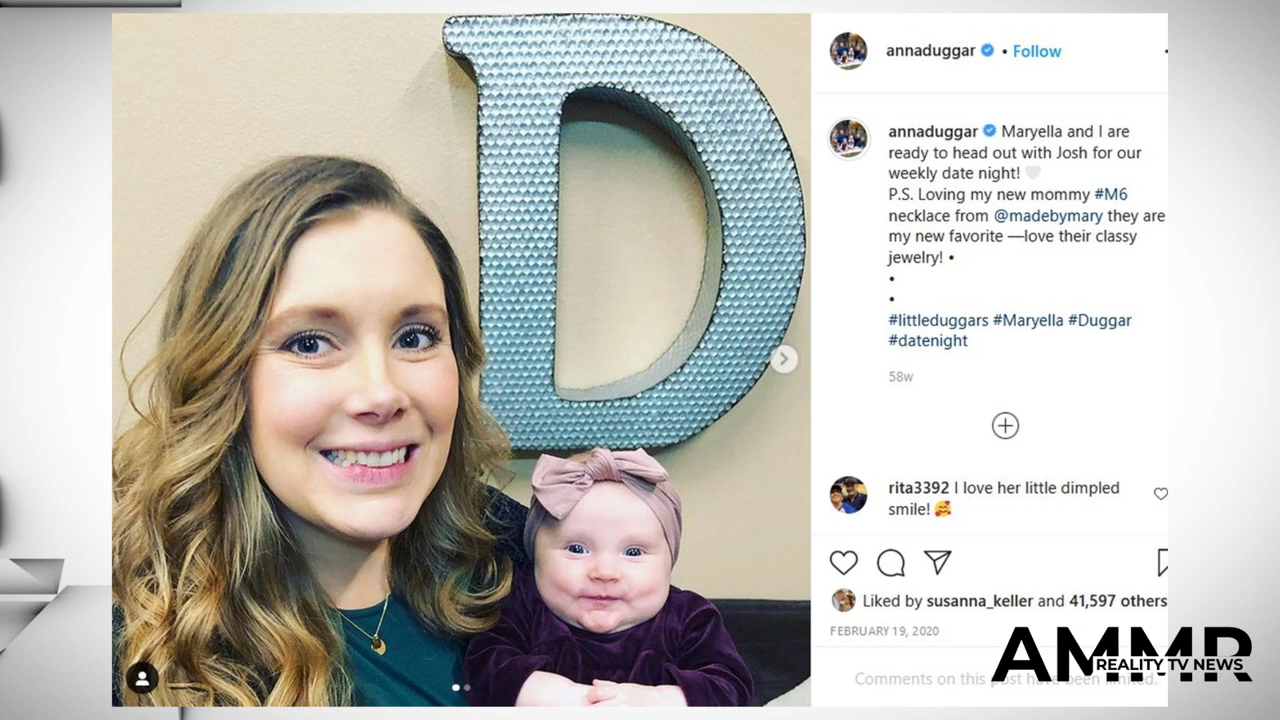 D
annaduggar • Follow
annaduggar Maryella and I are
ready to head out with Josh for our
weekly date night! 🤍
P.S. Loving my new mommy #M6
necklace from @madebymary they are
my new favorite —love their classy
jewelry! •
•
•
#littleduggars #Maryella #Duggar
#datenight
58w
rita3392 I love her little dimpled
smile! 🥰
Liked by susanna_keller and 41,597 others
FEBRUARY 19, 2020
Comments on this post have been limited.
AMMR
REALITY TV NEWS